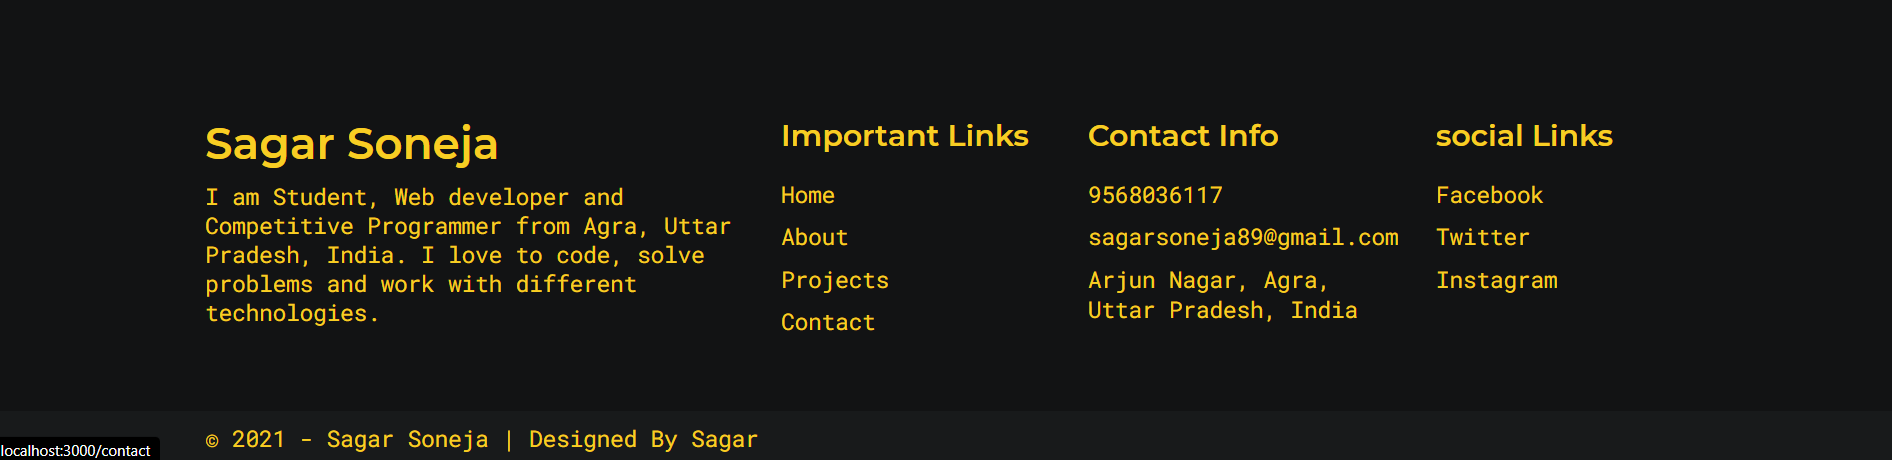 Sagar Soneja
I am Student, Web developer and
Competitive Programmer from Agra, Uttar
Pradesh, India. I love to code, solve
problems and work with different
technologies.
Important Links
Home
About
Projects
Contact
Contact Info
9568036117
sagarsoneja89@gmail.com
Arjun Nagar, Agra,
Uttar Pradesh, India
social Links
Facebook
Twitter
Instagram
© 2021 - Sagar Soneja | Designed By Sagar
localhost:3000/contact